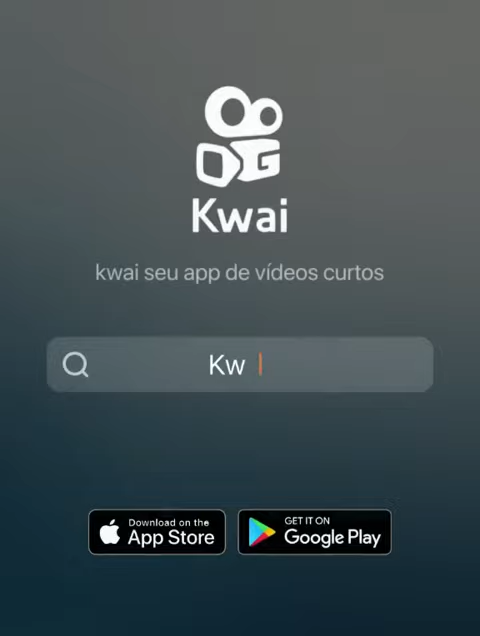 Kwai
kwai seu app de vídeos curtos
Kw
Download on the
App Store
GET IT ON
Google Play